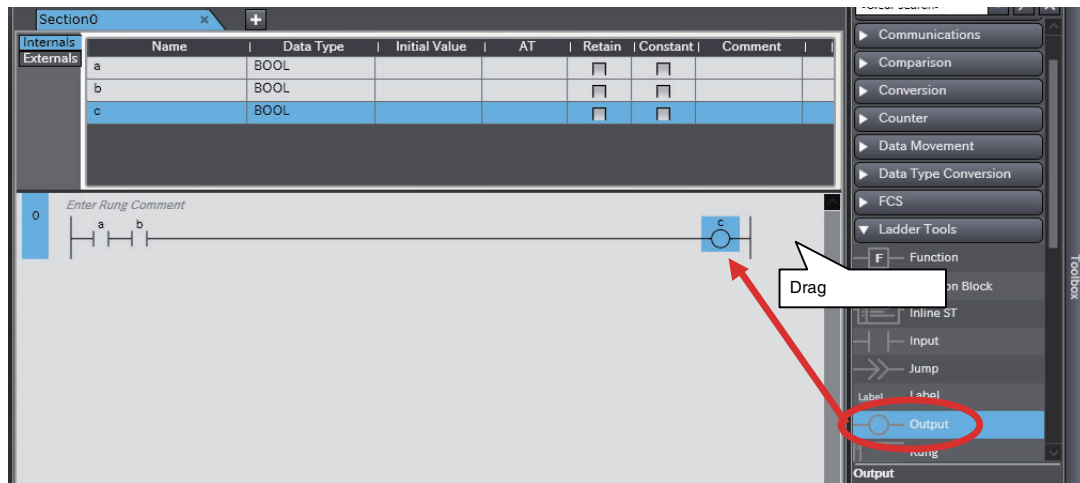 Section0 × +
Internals
Externals
Name Data Type Initial Value AT Retain Constant Comment
a BOOL
b BOOL
c BOOL
0
Enter Rung Comment
a b c
Drag
Communications
Comparison
Conversion
Counter
Data Movement
Data Type Conversion
FCS
Ladder Tools
F Function
on Block
Inline ST
Input
Jump
Label Label
Output
Rung
Output
Toolbox